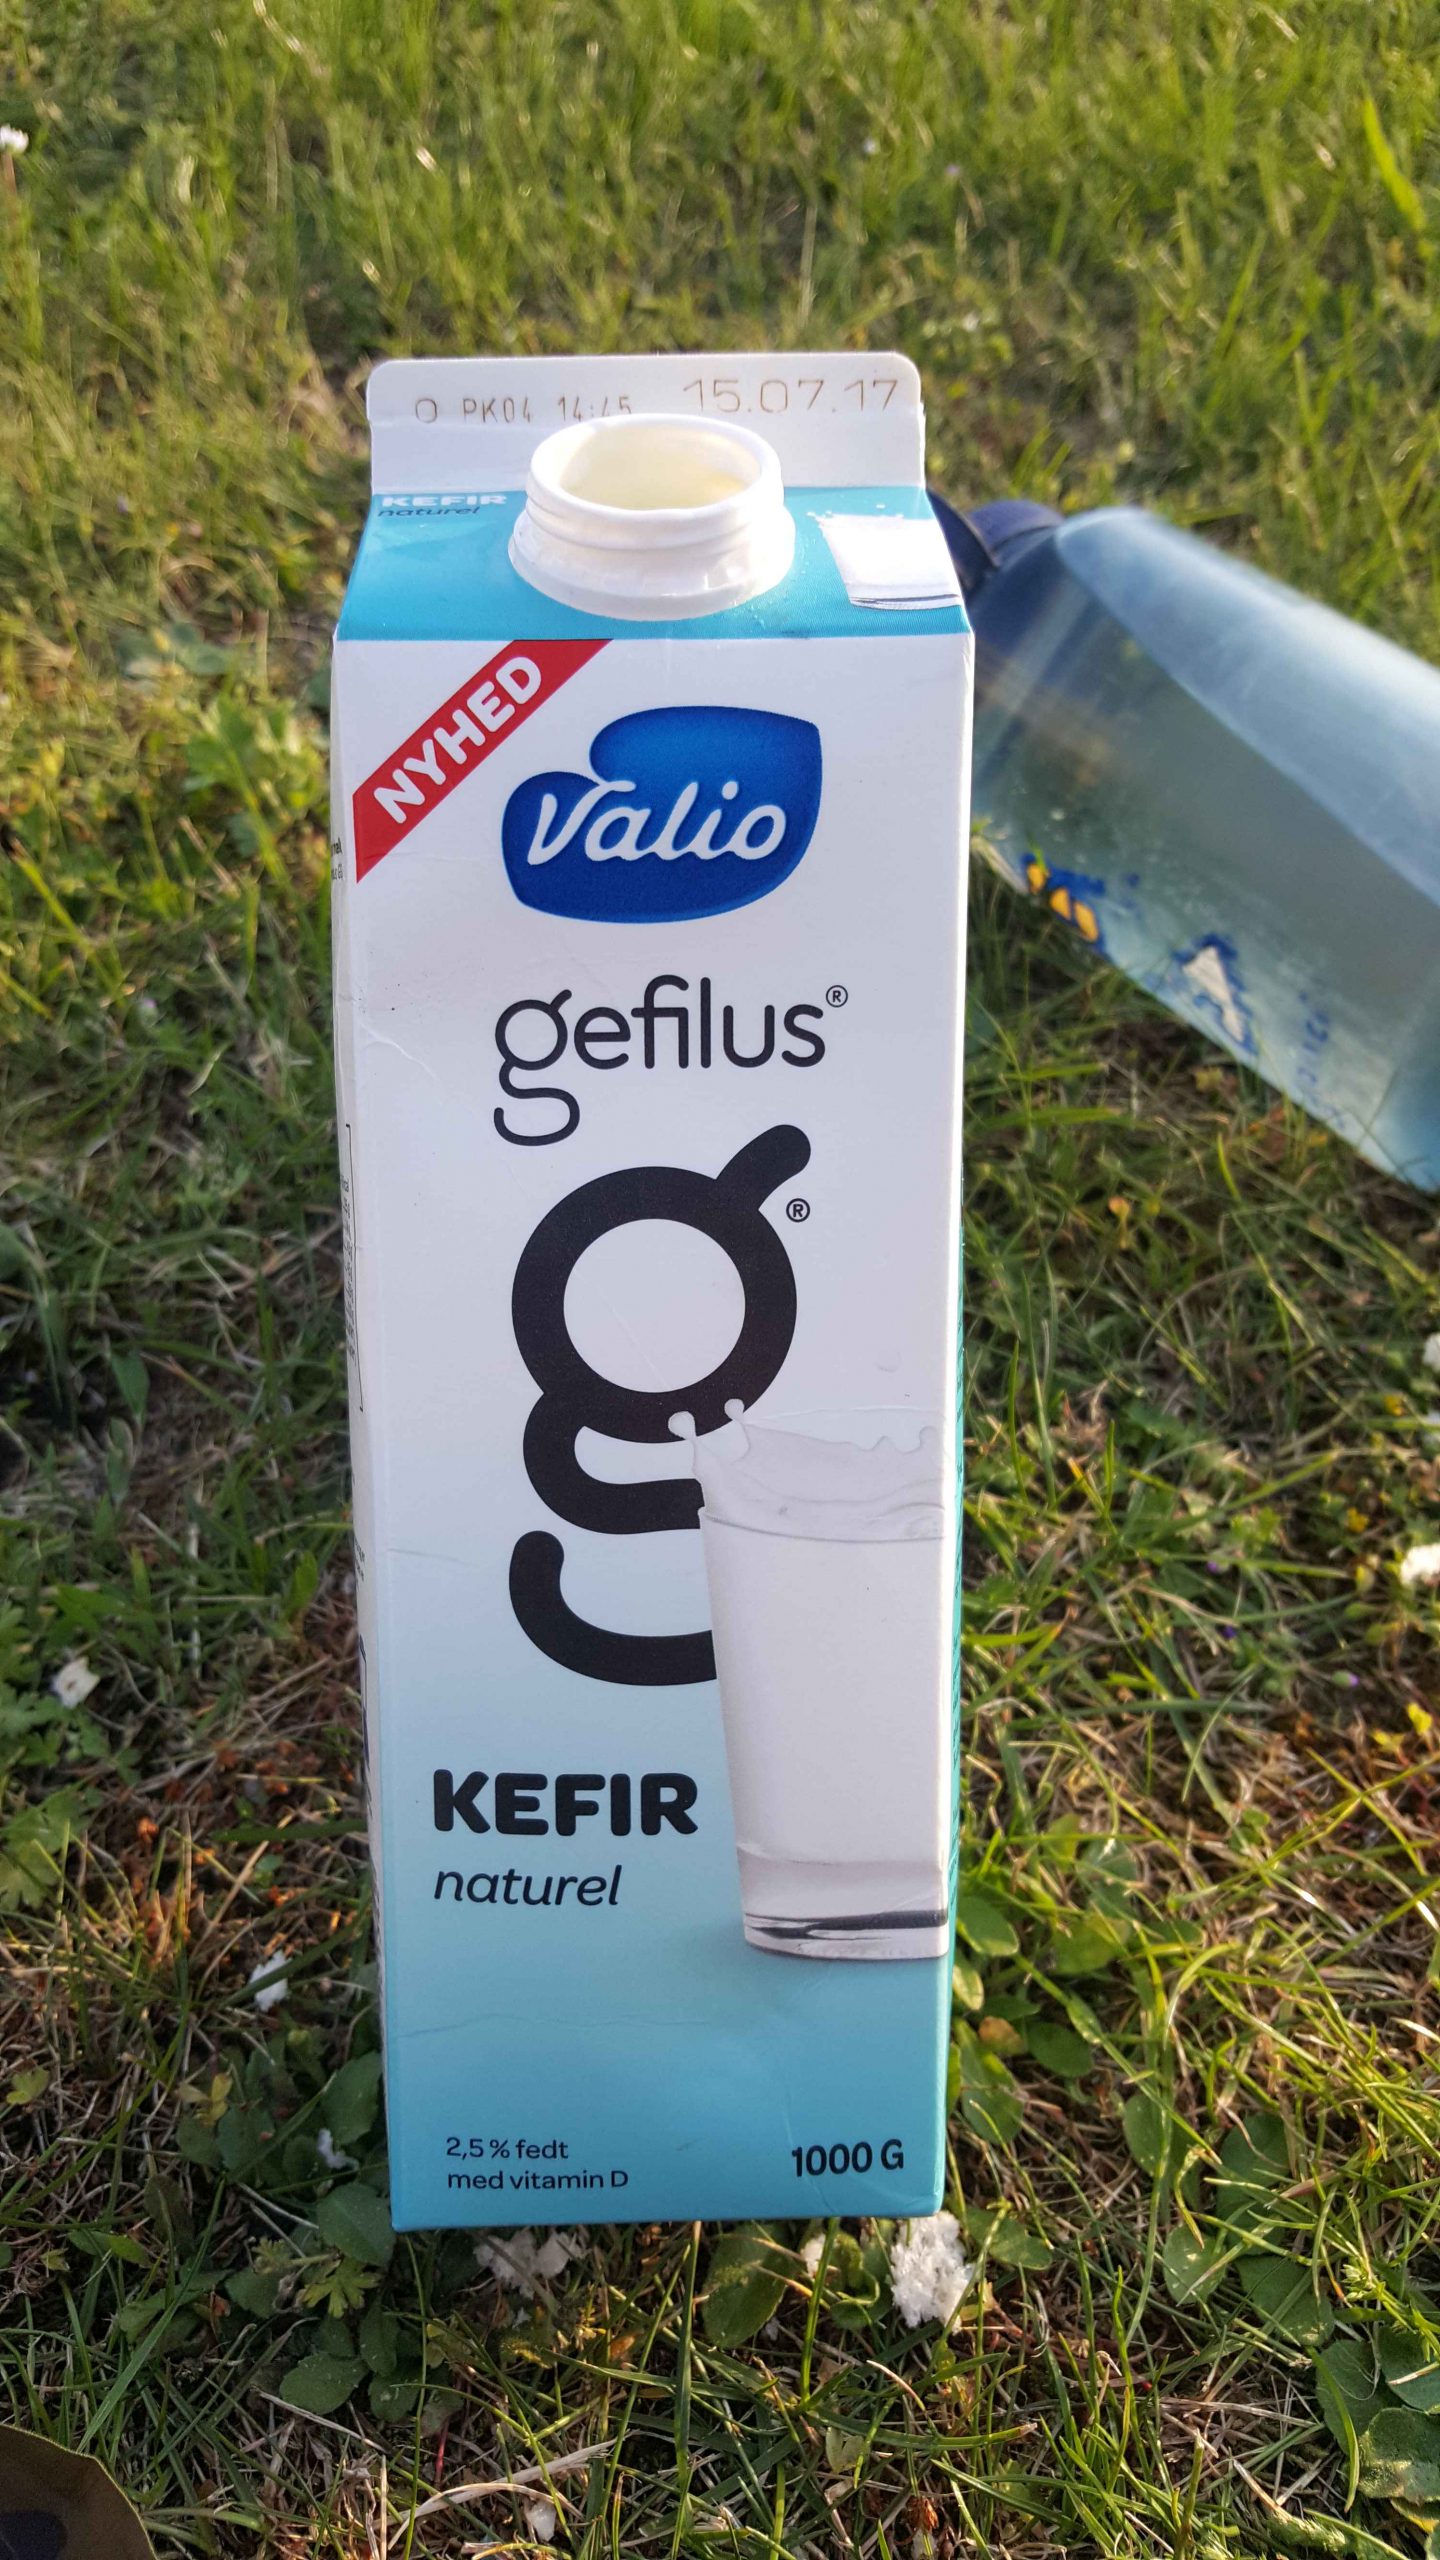 O PK04 14:45 15.07.17
KEFIR
naturel
NYHED
Valio
gefilus®
g®
KEFIR
naturel
2,5 % fedt
med vitamin D
1000 G